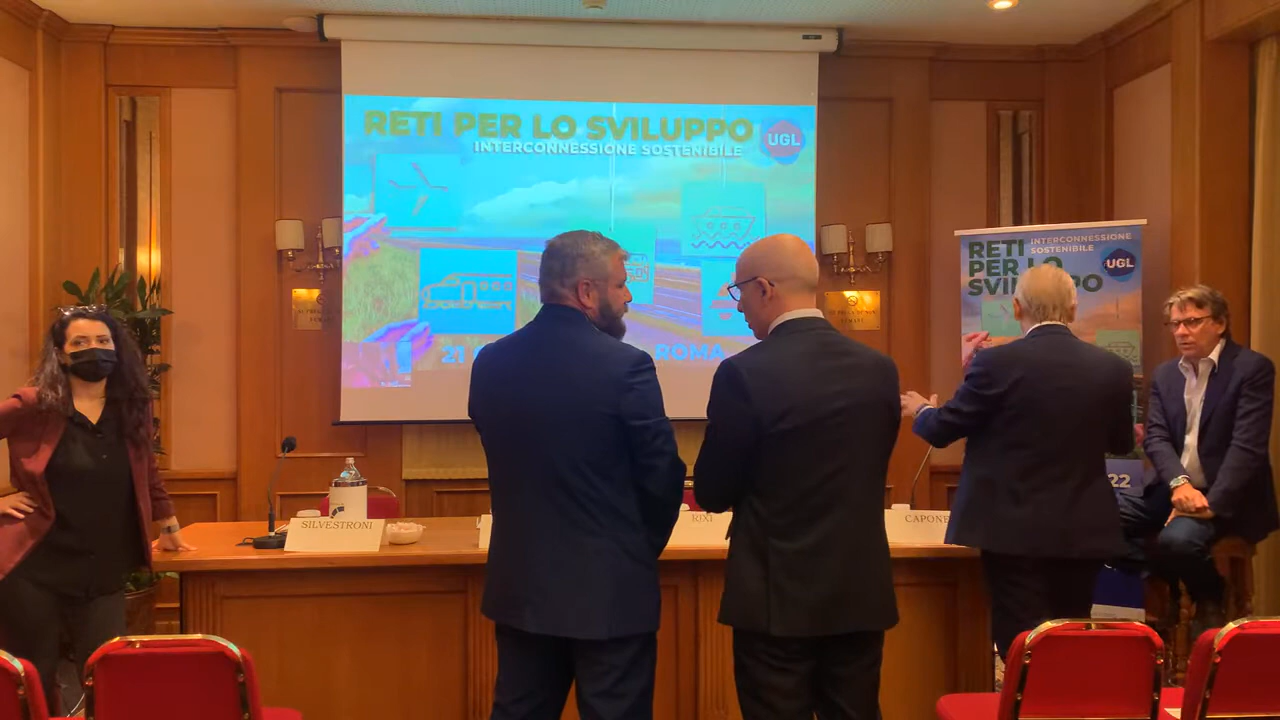 RETI PER LO SVILUPPO
INTERCONNESSIONE SOSTENIBILE
UGL
21
ROMA
RETI
PER LO
SVILUPPO
INTERCONNESSIONE
SOSTENIBILE
UGL
22
SILVESTRONI
RIXI
CAPONE